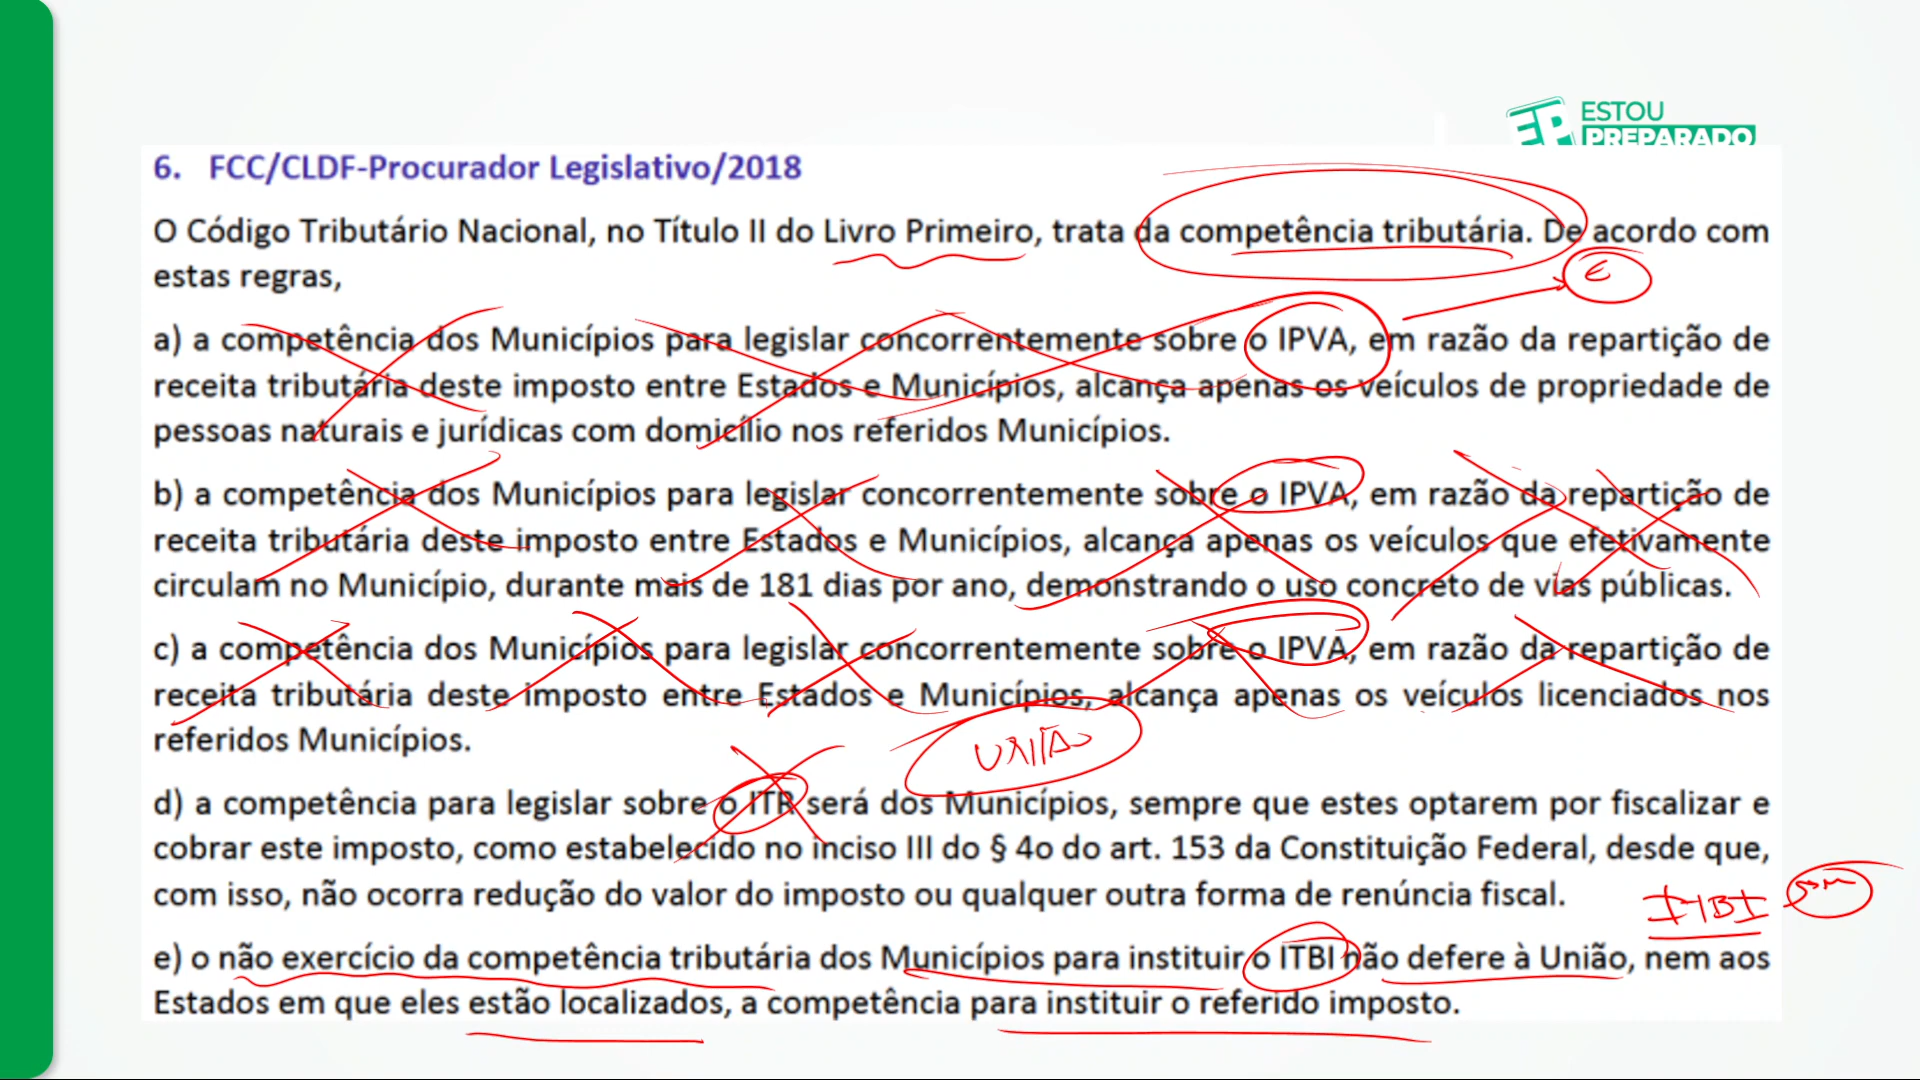 ESTOU
EP PREPARADO
6. FCC/CLDF-Procurador Legislativo/2018
O Código Tributário Nacional, no Título II do Livro Primeiro, trata da competência tributária. De acordo com
estas regras,
E
a) a competência dos Municípios para legislar concorrentemente sobre o IPVA, em razão da repartição de
receita tributária deste imposto entre Estados e Municípios, alcança apenas os veículos de propriedade de
pessoas naturais e jurídicas com domicílio nos referidos Municípios.
b) a competência dos Municípios para legislar concorrentemente sobre o IPVA, em razão da repartição de
receita tributária deste imposto entre Estados e Municípios, alcança apenas os veículos que efetivamente
circulam no Município, durante mais de 181 dias por ano, demonstrando o uso concreto de vias públicas.
c) a competência dos Municípios para legislar concorrentemente sobre o IPVA, em razão da repartição de
receita tributária deste imposto entre Estados e Municípios, alcança apenas os veículos licenciados nos
referidos Municípios.
UNIÃO
d) a competência para legislar sobre o ITR será dos Municípios, sempre que estes optarem por fiscalizar e
cobrar este imposto, como estabelecido no inciso III do § 4o do art. 153 da Constituição Federal, desde que,
com isso, não ocorra redução do valor do imposto ou qualquer outra forma de renúncia fiscal.
ITBI
e) o não exercício da competência tributária dos Municípios para instituir o ITBI não defere à União, nem aos
Estados em que eles estão localizados, a competência para instituir o referido imposto.